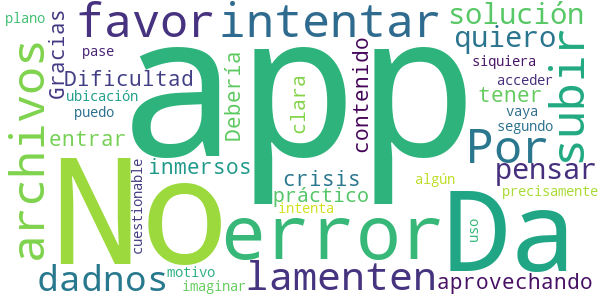 plano
Gracias
favor
intentar
solución
quiero
pase
siquiera
archivos
Dificultad
ubicación
puedo
app
Debería
clara
contenido
acceder
tener
subir
vaya
segundo
entrar
Por
No
cuestionable
inmersos
crisis
práctico
pensar
algún
precisamente
intenta
error
uso
Da
dadnos
motivo
imaginar
lamenten
aprovechando